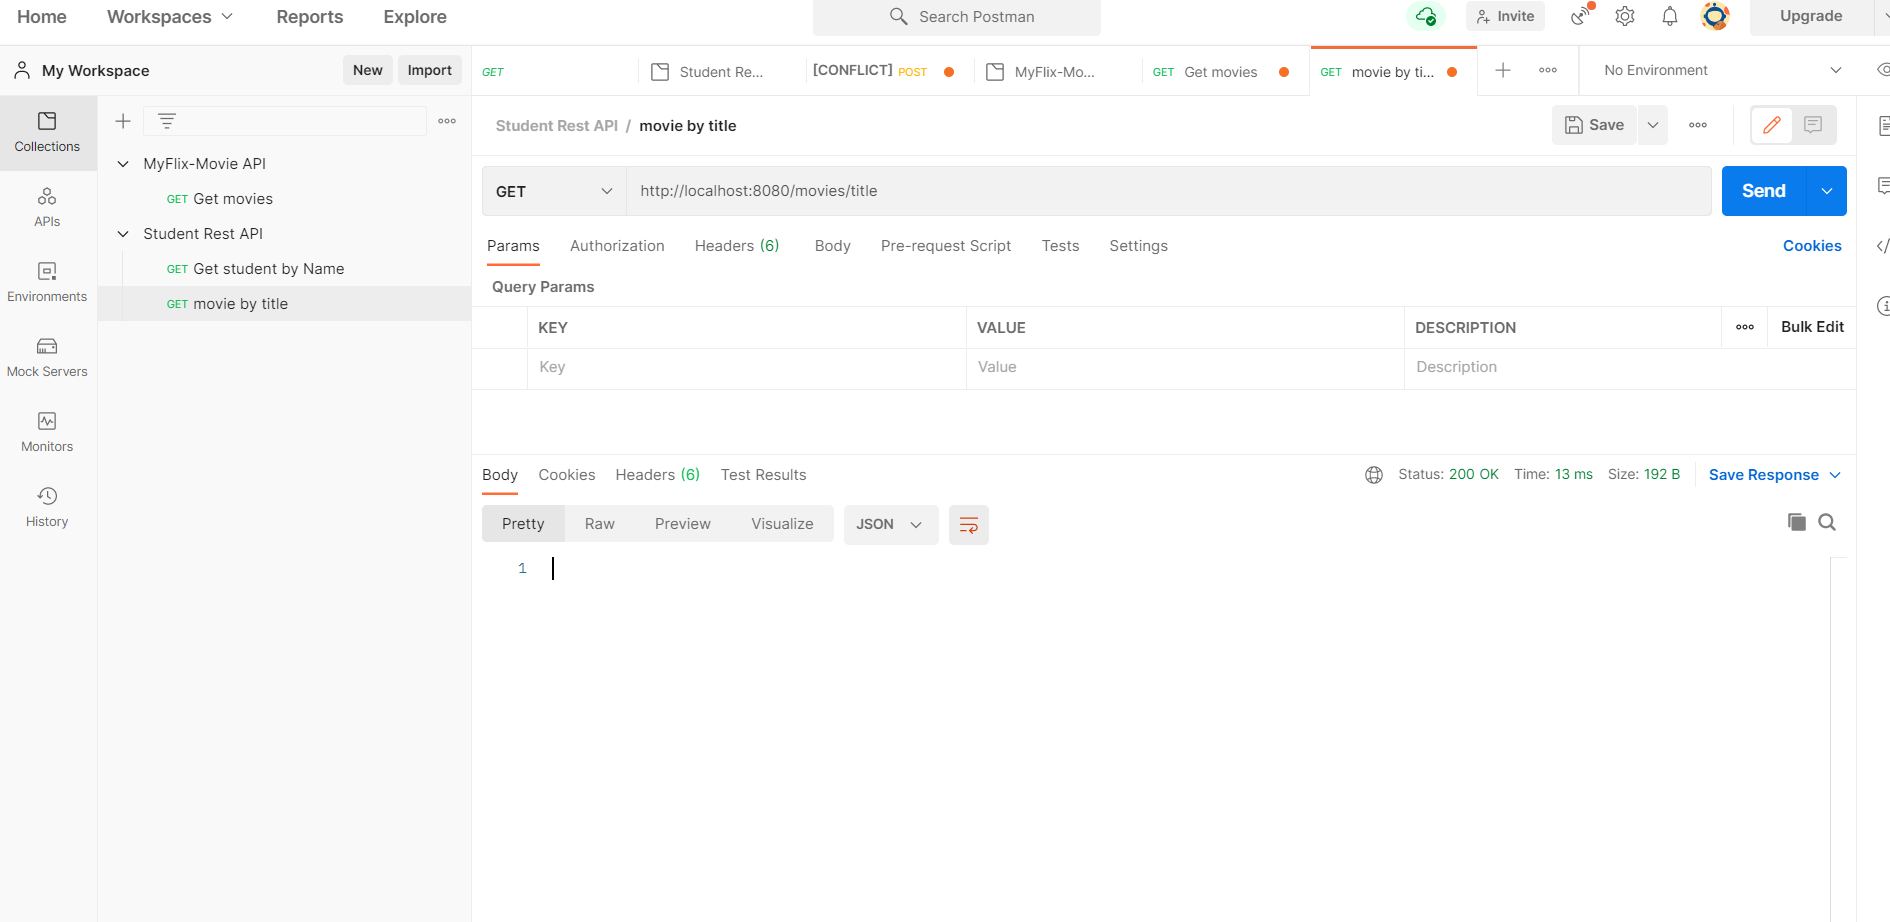 Home Workspaces Reports Explore Search Postman Invite Upgrade
My Workspace New Import
GET Student Re... [CONFLICT] POST MyFlix-Mo... GET Get movies GET movie by ti... No Environment
Collections
APIs
Environments
Mock Servers
Monitors
History
MyFlix-Movie API
GET Get movies
Student Rest API
GET Get student by Name
GET movie by title
Student Rest API / movie by title Save
GET http://localhost:8080/movies/title Send
Params Authorization Headers (6) Body Pre-request Script Tests Settings Cookies
Query Params
KEY VALUE DESCRIPTION Bulk Edit
Key Value Description
Body Cookies Headers (6) Test Results Status: 200 OK Time: 13 ms Size: 192 B Save Response
Pretty Raw Preview Visualize JSON
1